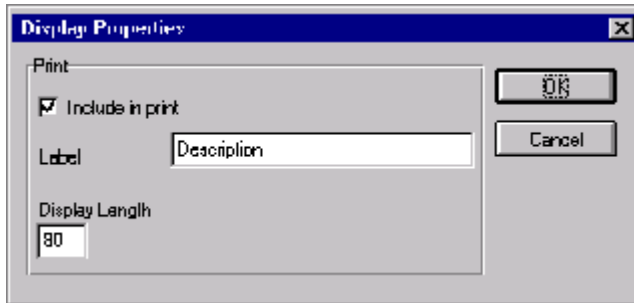 Display Properties
Print
Include in print
OK
Label
Description
Cancel
Display Length
80